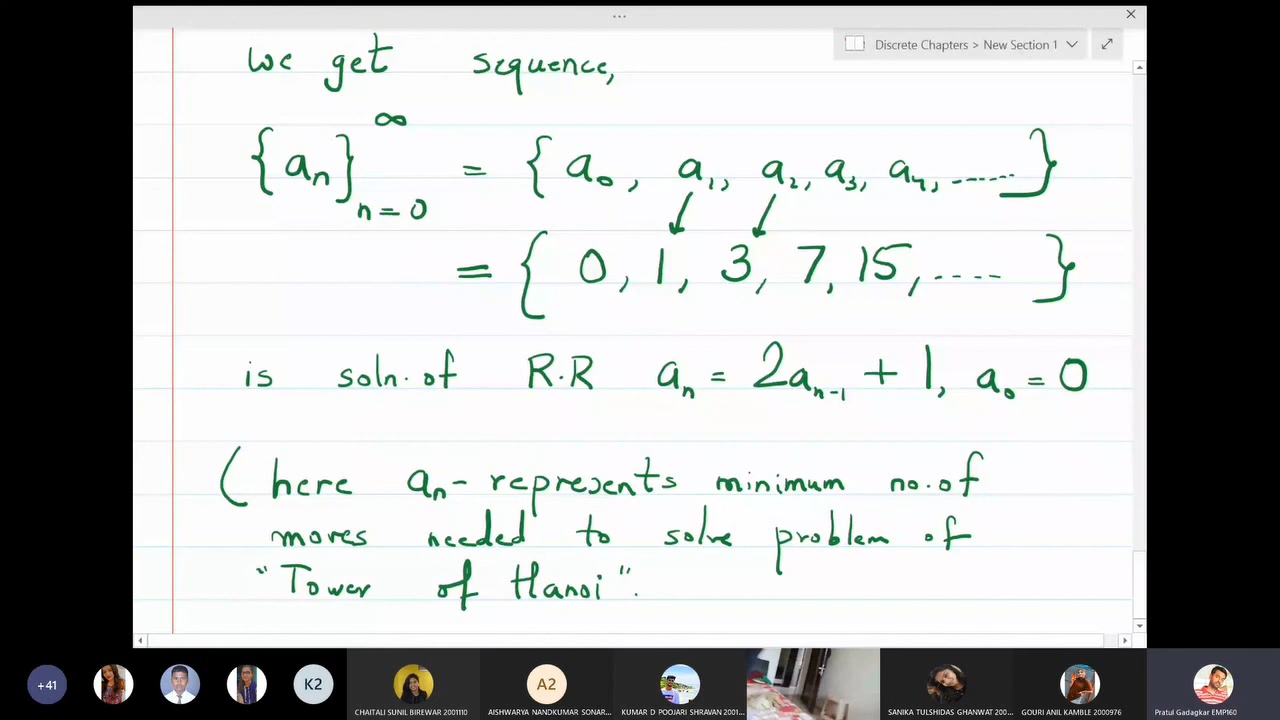 Discrete Chapters > New Section 1
We get sequence,
{aₙ}ₙ₌₀^∞ = {a₀, a₁, a₂, a₃, a₄, ......}
= {0, 1, 3, 7, 15, ....}
is soln. of R.R aₙ = 2aₙ₋₁ + 1, a₀ = 0
(here aₙ- represents minimum no. of
moves needed to solve problem of
"Tower of Hanoi".
+41
K2
CHAITALI SUNIL BIREWAR 2001110
A2
AISHWARYA NANDKUMAR SONAR...
KUMAR D POOJARI SHRAVAN 2001...
SANIKA TULSHIDAS GHANWAT 200...
GOURI ANIL KAMBLE 2000976
Pratul Gadagkar EMP160